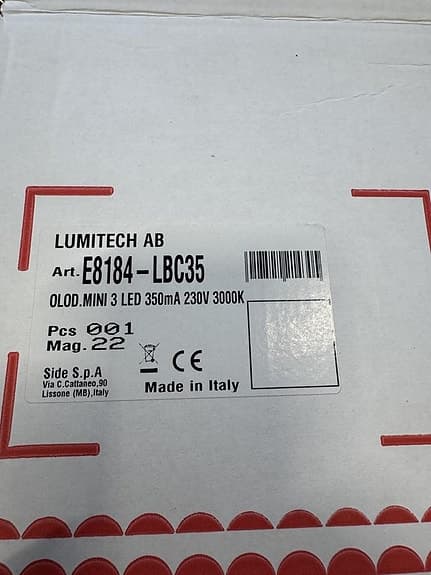 LUMITECH AB
Art. E8184-LBC35
OLOD.MINI 3 LED 350mA 230V 3000K
Pcs 001
Mag. 22
CE
Side S.p.A
Via C.Cattaneo,90
Lissone (MB),Italy
Made in Italy